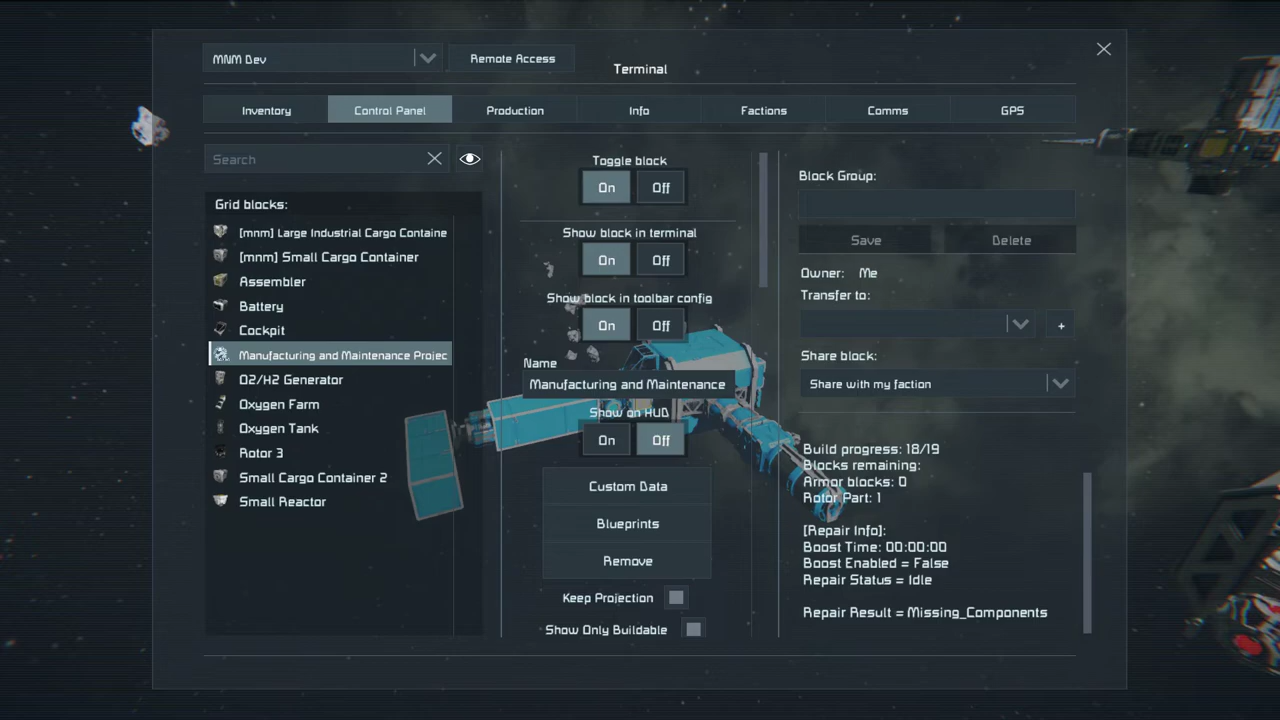 MNM Dev
Remote Access
Terminal
Inventory
Control Panel
Production
Info
Factions
Comms
GPS
Search
Grid blocks:
[mnm] Large Industrial Cargo Containe
[mnm] Small Cargo Container
Assembler
Battery
Cockpit
Manufacturing and Maintenance Projec
O2/H2 Generator
Oxygen Farm
Oxygen Tank
Rotor 3
Small Cargo Container 2
Small Reactor
Toggle block
On Off
Show block in terminal
On Off
Show block in toolbar config
On Off
Name
Manufacturing and Maintenance
Show on HUD
On Off
Custom Data
Blueprints
Remove
Keep Projection
Show Only Buildable
Block Group:
Save Delete
Owner: Me
Transfer to:
+
Share block:
Share with my faction
Build progress: 18/19
Blocks remaining:
Armor blocks: 0
Rotor Part: 1
[Repair Info]:
Boost Time: 00:00:00
Boost Enabled = False
Repair Status = Idle
Repair Result = Missing_Components